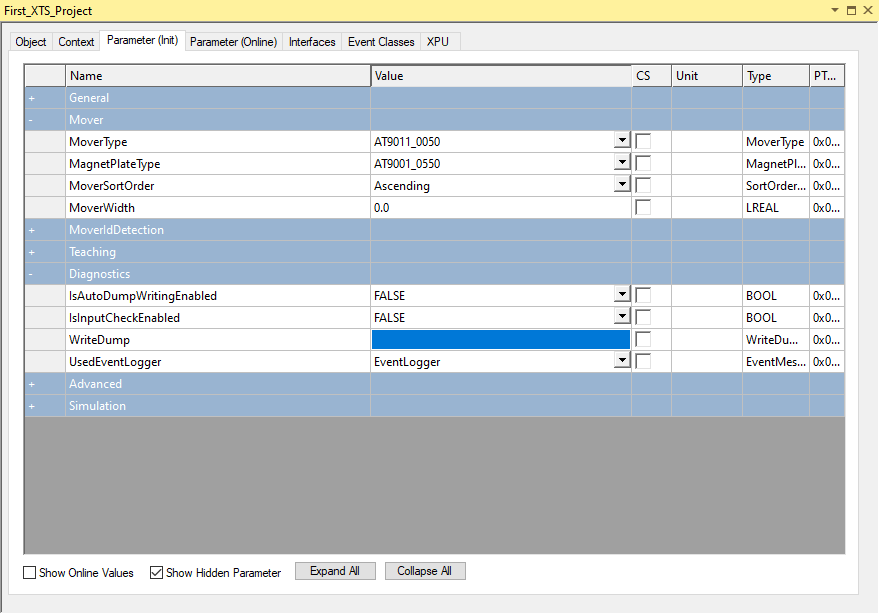 First_XTS_Project
Object Context Parameter (Init) Parameter (Online) Interfaces Event Classes XPU
Name Value CS Unit Type PT...
+ General
- Mover
MoverType AT9011_0050 MoverType 0x0...
MagnetPlateType AT9001_0550 MagnetPl... 0x0...
MoverSortOrder Ascending SortOrder... 0x0...
MoverWidth 0.0 LREAL 0x0...
+ MoverIdDetection
+ Teaching
- Diagnostics
IsAutoDumpWritingEnabled FALSE BOOL 0x0...
IsInputCheckEnabled FALSE BOOL 0x0...
WriteDump WriteDu... 0x0...
UsedEventLogger EventLogger EventMes... 0x0...
+ Advanced
+ Simulation
Show Online Values Show Hidden Parameter Expand All Collapse All